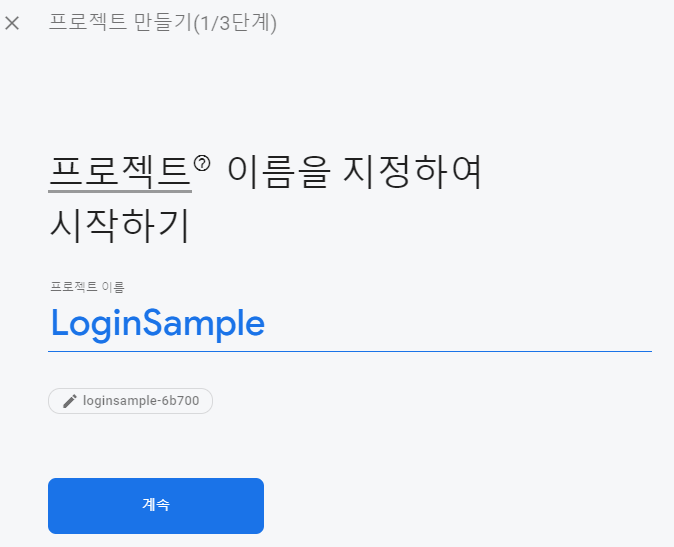 프로젝트 만들기(1/3단계)
프로젝트 이름을 지정하여
시작하기
프로젝트 이름
LoginSample
loginsample-6b700
계속